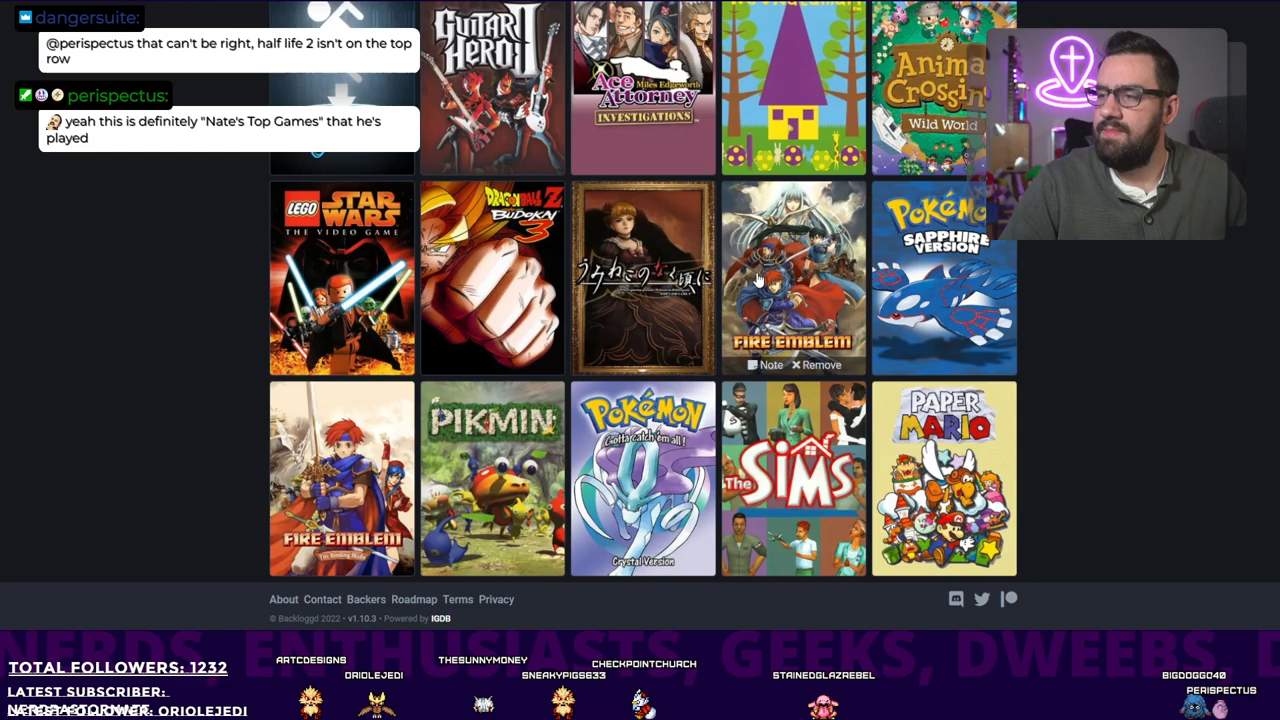 dangersuite:
@perispectus that can't be right, half life 2 isn't on the top
row
perispectus:
yeah this is definitely "Nate's Top Games" that he's
played
GUITAR
HERO II
Miles Edgeworth
Ace
Attorney
INVESTIGATIONS
Animal
Crossing
Wild World
LEGO STAR
WARS
THE VIDEO GAME
DRAGON BALL Z
BUDOKAI
3
うみねこのなく頃に
FIRE EMBLEM
Note Remove
Pokémon
SAPPHIRE
VERSION
FIRE EMBLEM
The Binding Blade
PIKMIN
Pokémon
Gotta catch 'em all!
Crystal Version
The SIMS
PAPER
MARIO
About Contact Backers Roadmap Terms Privacy
© Backloggd 2022 • v1.10.3 • Powered by IGDB
NERDS, ENTHUSIASTS, GEEKS, DWEEBS, D
TOTAL FOLLOWERS: 1232
LATEST SUBSCRIBER:
NERDPASTORNATE
LATEST FOLLOWER: ORIOLEJEDI
ARTCDESIGNS
ORIOLEJEDI
THESUNNYMONEY
SNEAKYPIGS633
CHECKPOINTCHURCH
STAINEDGLAZREBEL
BIGDOGGO40
PERISPECTUS